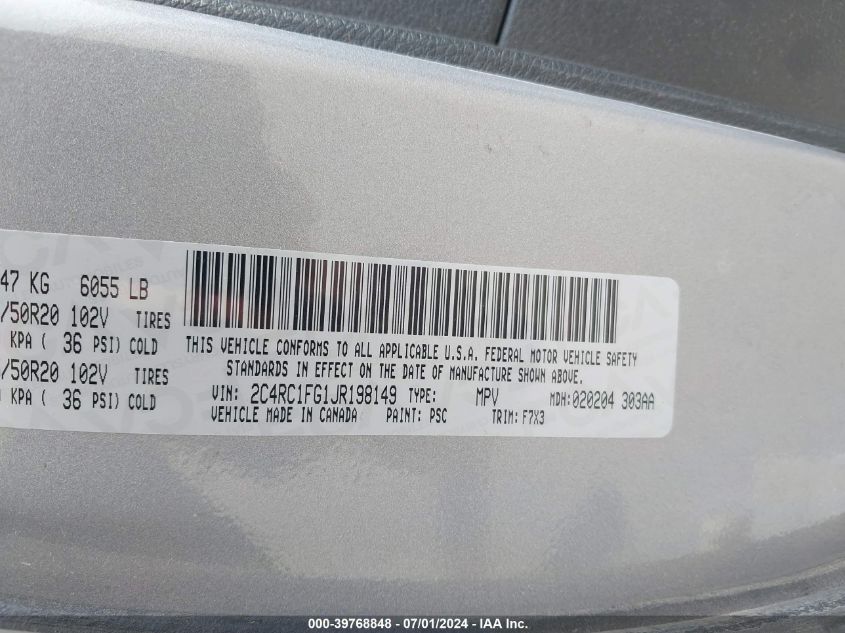 47 KG 6055 LB
/50R20 102V TIRES
KPA ( 36 PSI) COLD
/50R20 102V TIRES
KPA ( 36 PSI) COLD
THIS VEHICLE CONFORMS TO ALL APPLICABLE U.S.A. FEDERAL MOTOR VEHICLE SAFETY
STANDARDS IN EFFECT ON THE DATE OF MANUFACTURE SHOWN ABOVE.
VIN: 2C4RC1FG1JR198149 TYPE: MPV MDH: 020204 303AA
VEHICLE MADE IN CANADA PAINT: PSC TRIM: F7X3
000-39768848 - 07/01/2024 - IAA Inc.